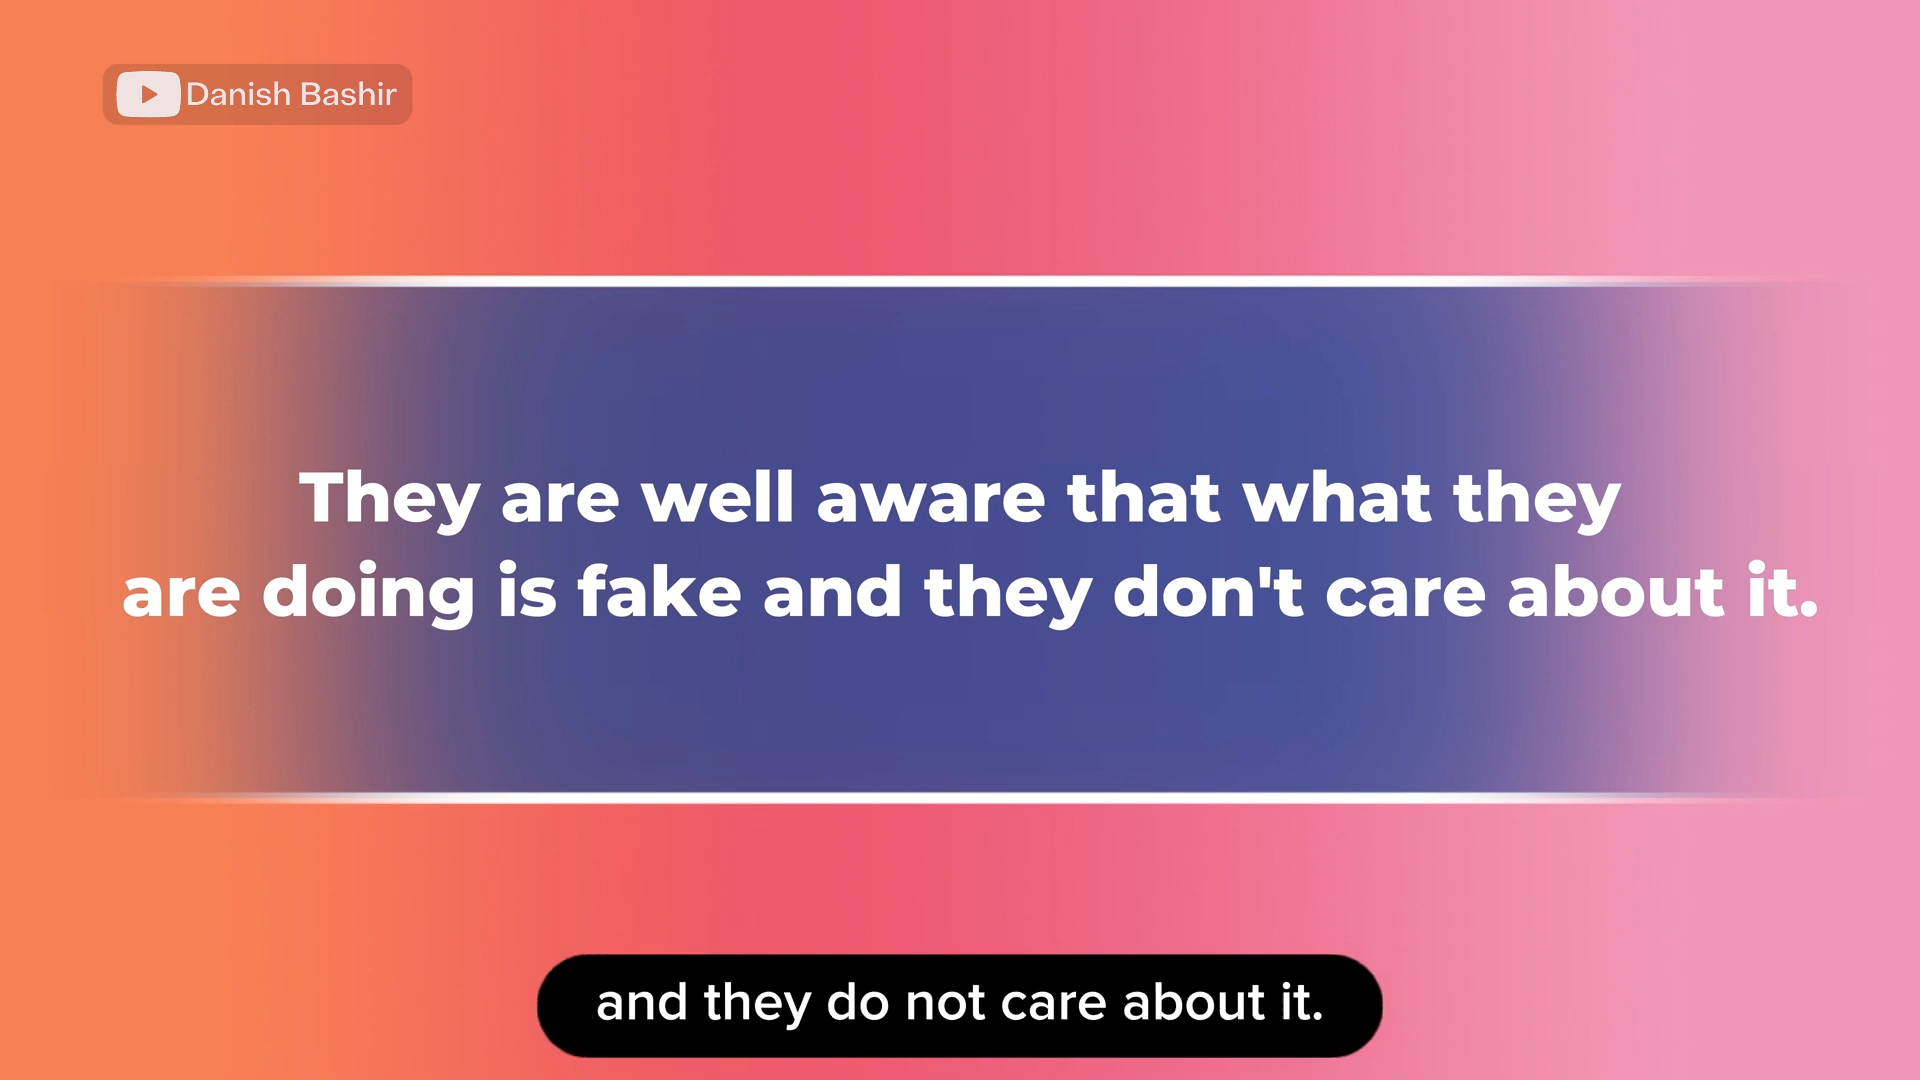 Danish Bashir
They are well aware that what they
are doing is fake and they don't care about it.
and they do not care about it.